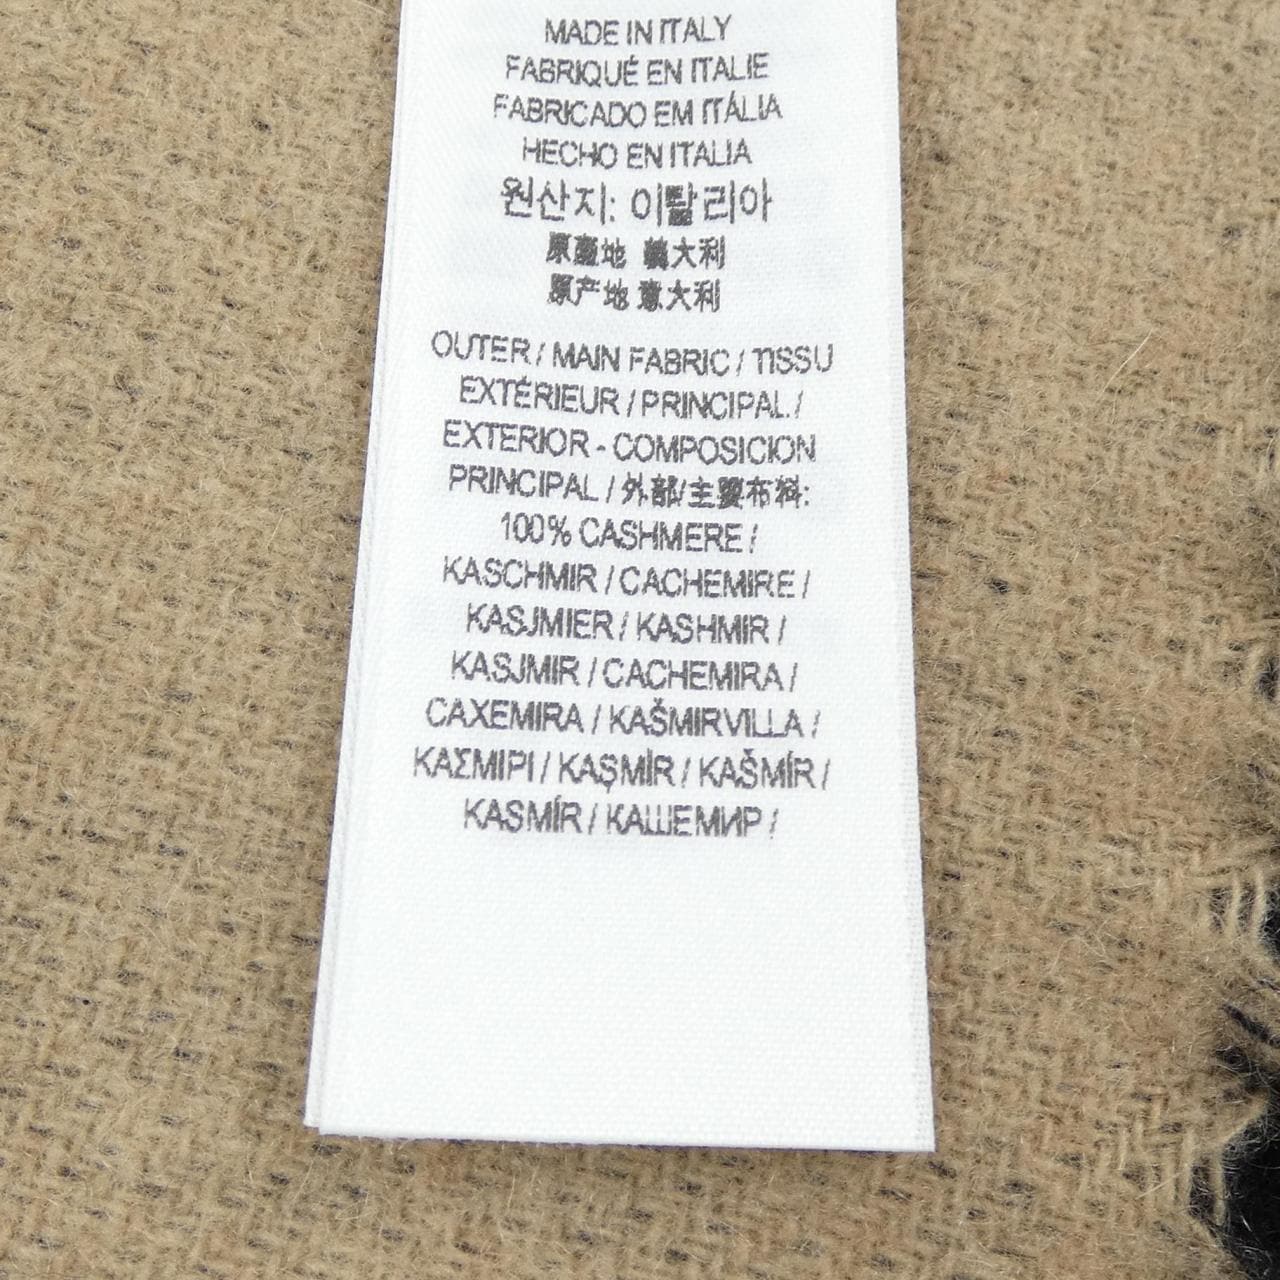 MADE IN ITALY
FABRIQUÉ EN ITALIE
FABRICADO EM ITÁLIA
HECHO EN ITALIA
원산지: 이탈리아
原產地 義大利
原产地 意大利
OUTER / MAIN FABRIC / TISSU
EXTÉRIEUR / PRINCIPAL /
EXTERIOR - COMPOSICION
PRINCIPAL / 外部/主要布料:
100% CASHMERE /
KASCHMIR / CACHEMIRE /
KASJMIER / KASHMIR /
KASJMIR / CACHEMIRA /
CAXEMIRA / KAŠMIRVILLA /
ΚΑΣΜΙΡΙ / KAŞMİR / KAŠMÍR /
KASMÍR / КАШЕМИР /